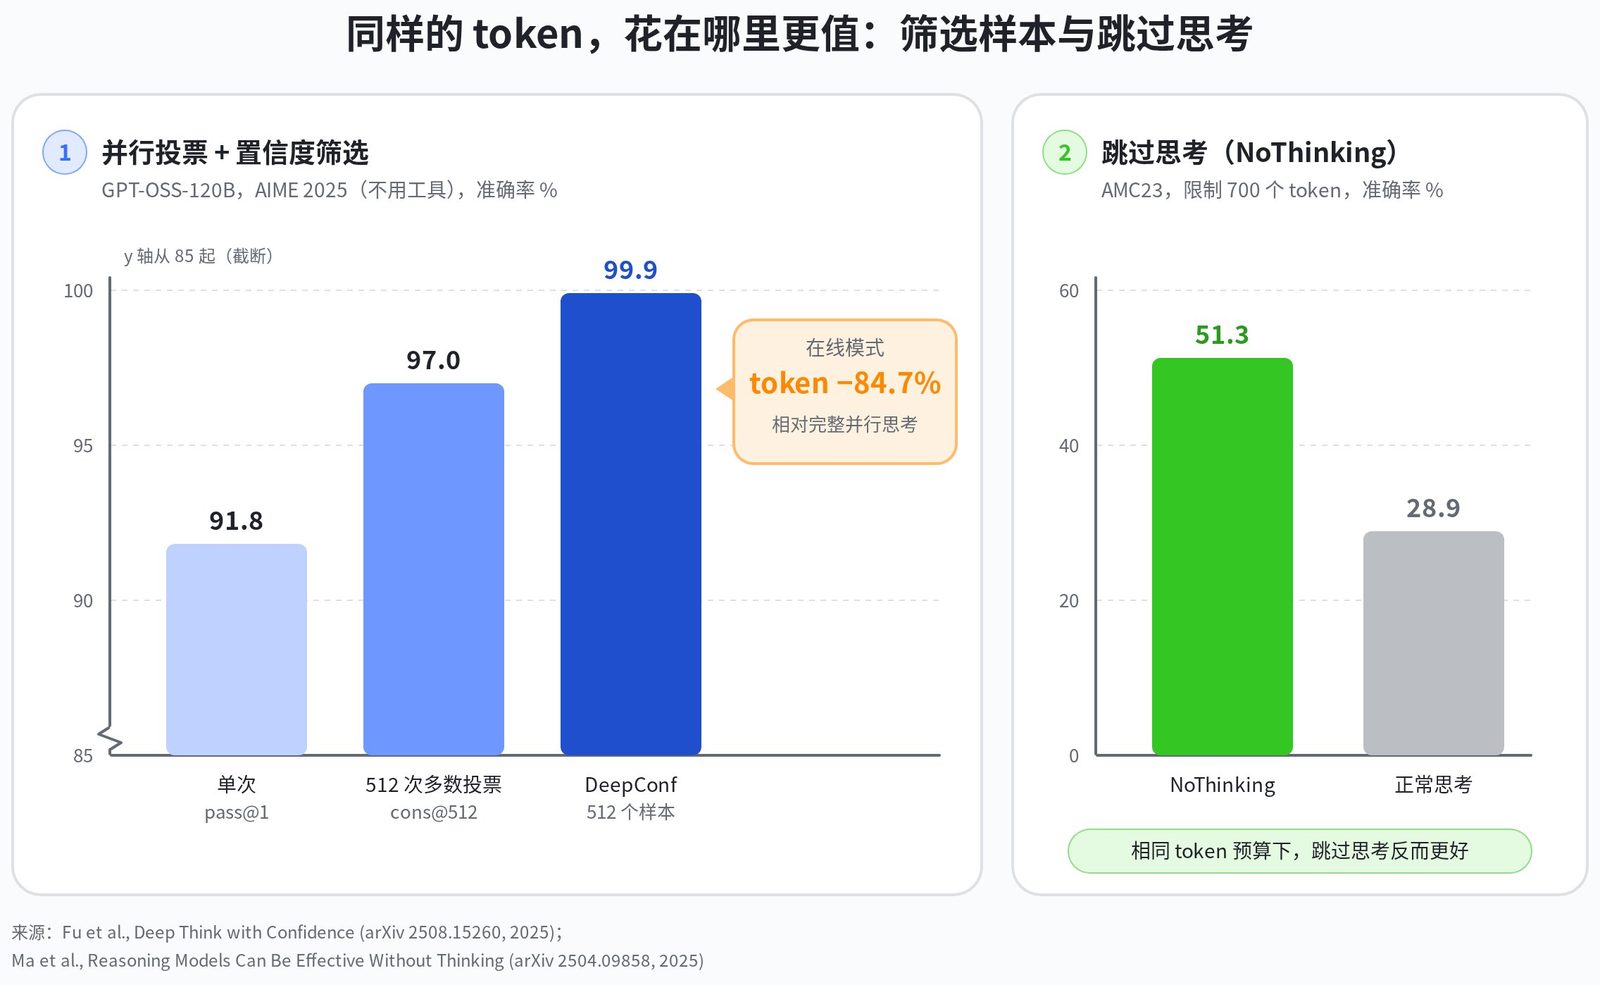 同样的 token，花在哪里更值：筛选样本与跳过思考
1
并行投票 + 置信度筛选
GPT-OSS-120B，AIME 2025（不用工具），准确率 %
y 轴从 85 起（截断）
100
95
90
85
91.8
97.0
99.9
在线模式
token −84.7%
相对完整并行思考
单次
pass@1
512 次多数投票
cons@512
DeepConf
512 个样本
2
跳过思考（NoThinking）
AMC23，限制 700 个 token，准确率 %
60
40
20
0
51.3
28.9
NoThinking
正常思考
相同 token 预算下，跳过思考反而更好
来源：Fu et al., Deep Think with Confidence (arXiv 2508.15260, 2025)；
Ma et al., Reasoning Models Can Be Effective Without Thinking (arXiv 2504.09858, 2025)